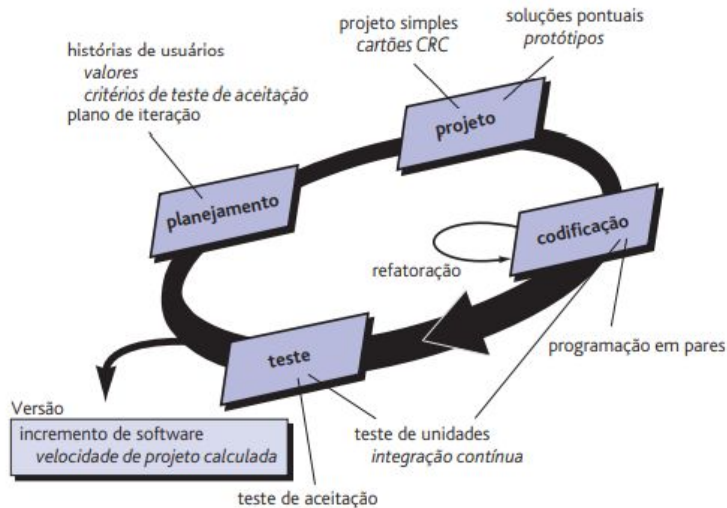 histórias de usuários
valores
critérios de teste de aceitação
plano de iteração
projeto simples
cartões CRC
soluções pontuais
protótipos
projeto
planejamento
codificação
refatoração
programação em pares
teste
Versão
incremento de software
velocidade de projeto calculada
teste de unidades
integração contínua
teste de aceitação